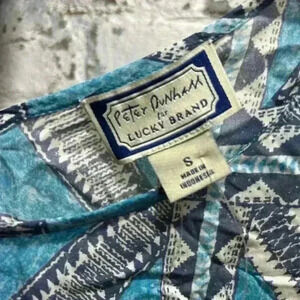 Peter Dunham
for
LUCKY BRAND
S
MADE IN
INDONESIA